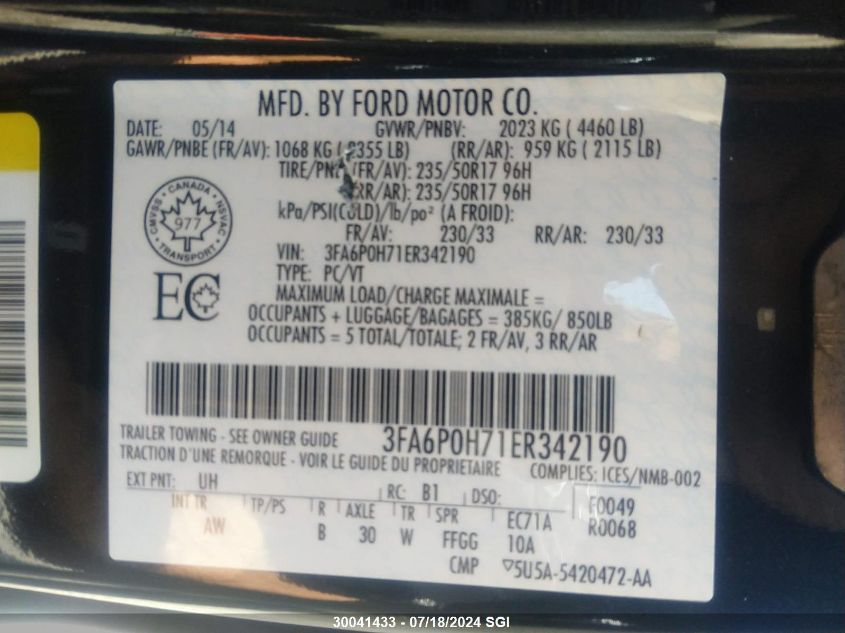 MFD. BY FORD MOTOR CO.
DATE: 05/14 GVWR/PNBV: 2023 KG ( 4460 LB)
GAWR/PNBE (FR/AV): 1068 KG ( 2355 LB) (RR/AR): 959 KG ( 2115 LB)
TIRE/PNEU (FR/AV): 235/50R17 96H
(RR/AR): 235/50R17 96H
kPa/PSI(COLD)/lb/po² (A FROID):
FR/AV: 230/33 RR/AR: 230/33
CANADA
CMVSS NSVAC
977
TRANSPORT
VIN: 3FA6P0H71ER342190
TYPE: PC/VT
EC
MAXIMUM LOAD/CHARGE MAXIMALE =
OCCUPANTS + LUGGAGE/BAGAGES = 385KG/ 850LB
OCCUPANTS = 5 TOTAL/TOTALE; 2 FR/AV, 3 RR/AR
TRAILER TOWING - SEE OWNER GUIDE 3FA6P0H71ER342190
TRACTION D'UNE REMORQUE - VOIR LE GUIDE DU PROPRIETAIRE COMPLIES: ICES/NMB-002
EXT PNT: UH RC: B1 DSO: F0049
INT TR TP/PS R AXLE TR SPR EC71A R0068
AW B 30 W FFGG 10A
CMP ▽5U5A-5420472-AA
30041433 - 07/18/2024 SGI